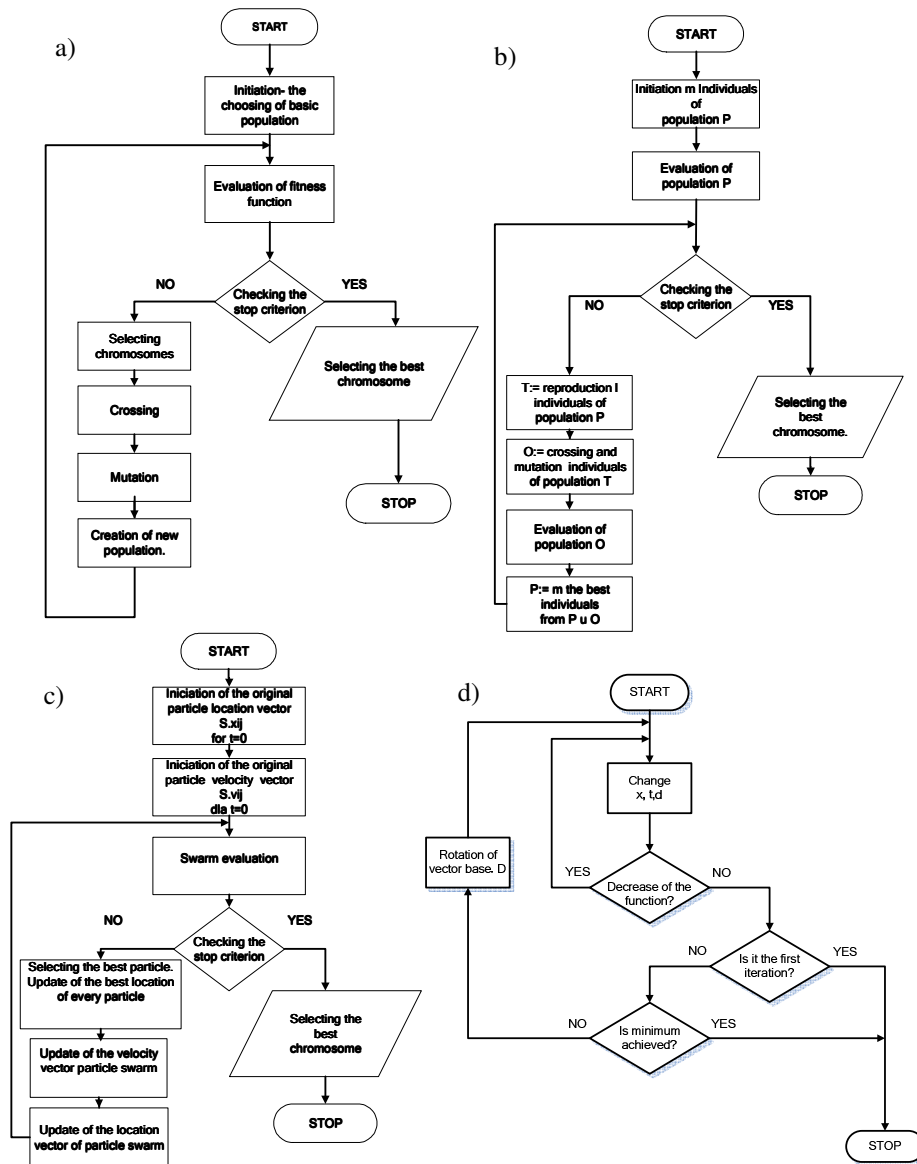 a)
START
Initiation- the
choosing of basic
population
Evaluation of fitness
function
Checking the
stop criterion
NO
YES
Selecting
chromosomes
Crossing
Mutation
Creation of new
population.
Selecting the best
chromosome
STOP
b)
START
Initiation m Individuals
of
population P
Evaluation of
population P
Checking the
stop criterion
NO
YES
T:= reproduction l
individuals of
population P
O:= crossing and
mutation individuals
of population T
Evaluation of
population O
P:= m the best
individuals
from P u O
Selecting the
best
chromosome.
STOP
c)
START
Iniciation of the original
particle location vector
S.xij
for t=0
Iniciation of the original
particle velocity vector
S.vij
dla t=0
Swarm evaluation
Checking the
stop criterion
NO
YES
Selecting the best particle.
Update of the best location
of every particle
Update of the velocity
vector particle swarm
Update of the location
vector of particle swarm
Selecting the
best
chromosome
STOP
d)
START
Change
x, t,d
Rotation of
vector base. D
YES
Decrease of the
function?
NO
NO
Is it the first
iteration?
YES
NO
Is minimum
achieved?
YES
STOP